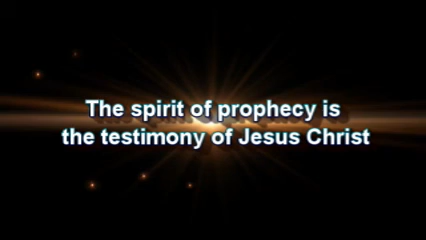 The spirit of prophecy is
the testimony of Jesus Christ